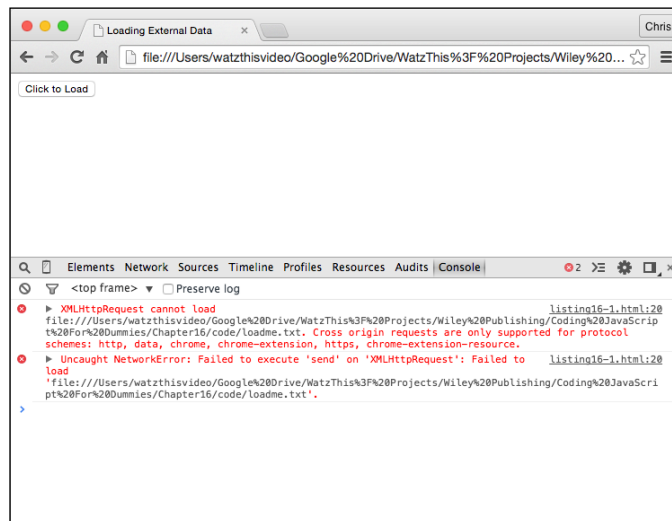 Loading External Data ×
Chris
file:///Users/watzthisvideo/Google%20Drive/WatzThis%3F%20Projects/Wiley%20...
Click to Load
Elements Network Sources Timeline Profiles Resources Audits Console 2
<top frame> ▼ Preserve log
XMLHttpRequest cannot load listing16-1.html:20
file:///Users/watzthisvideo/Google%20Drive/WatzThis%3F%20Projects/Wiley%20Publishing/Coding%20JavaScrip
t%20For%20Dummies/Chapter16/code/loadme.txt. Cross origin requests are only supported for protocol
schemes: http, data, chrome, chrome-extension, https, chrome-extension-resource.
Uncaught NetworkError: Failed to execute 'send' on 'XMLHttpRequest': Failed to listing16-1.html:20
load
'file:///Users/watzthisvideo/Google%20Drive/WatzThis%3F%20Projects/Wiley%20Publishing/Coding%20JavaScri
pt%20For%20Dummies/Chapter16/code/loadme.txt'.